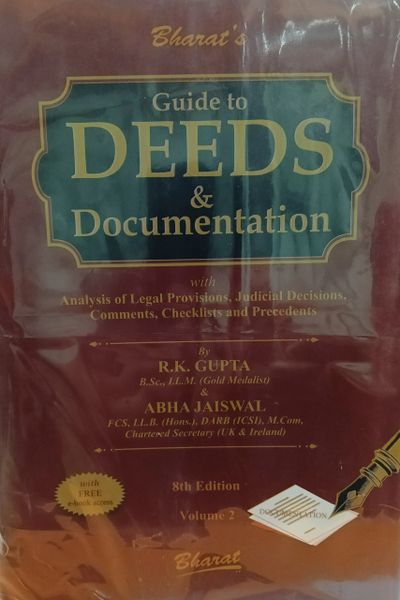 Bharat's
Guide to
DEEDS
&
Documentation
with
Analysis of Legal Provisions, Judicial Decisions,
Comments, Checklists and Precedents
By
R.K. GUPTA
B.Sc., LL.M. (Gold Medalist)
&
ABHA JAISWAL
FCS, LL.B. (Hons.), DARB (ICSI), M.Com,
Chartered Secretary (UK & Ireland)
with
FREE
e-book access
8th Edition
Volume 2
DOCUMENTATION
Bharat